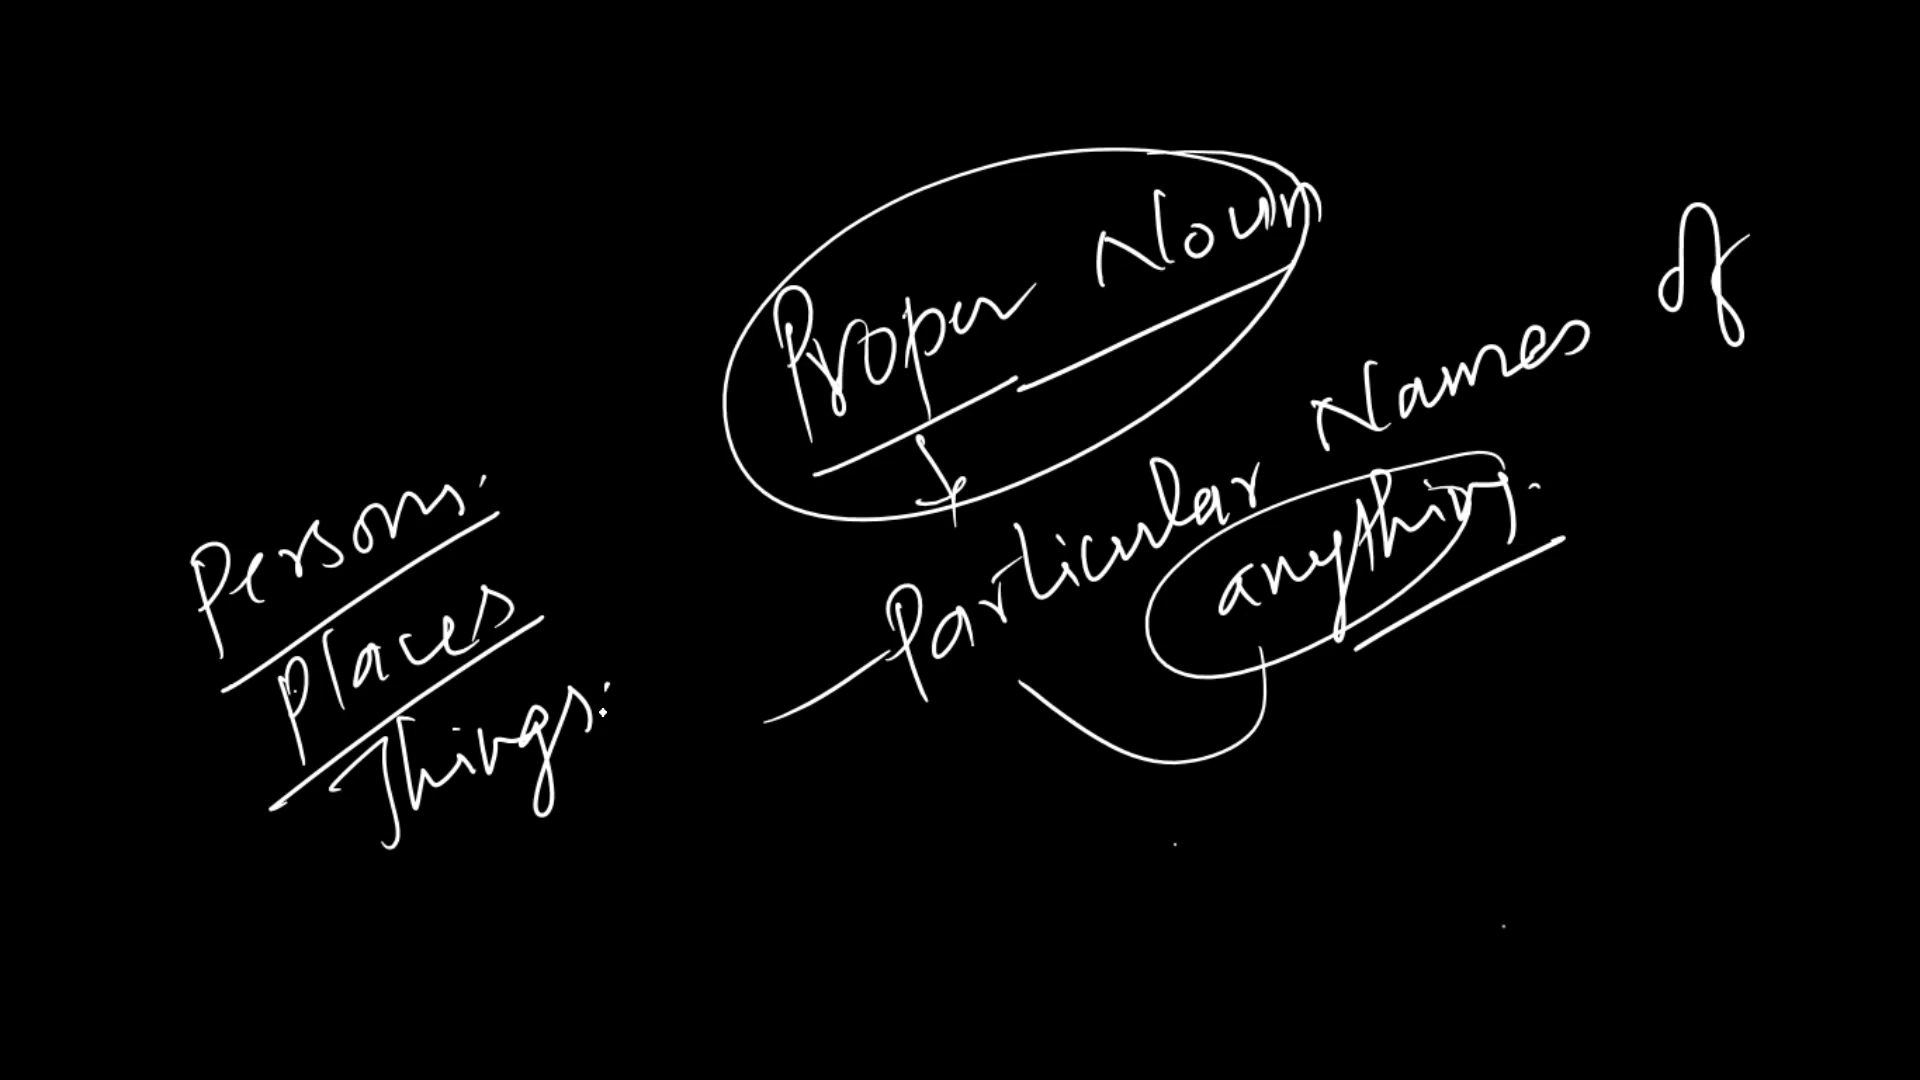 Proper Noun
Particular Names of
anything.
Persons.
Places
Things.